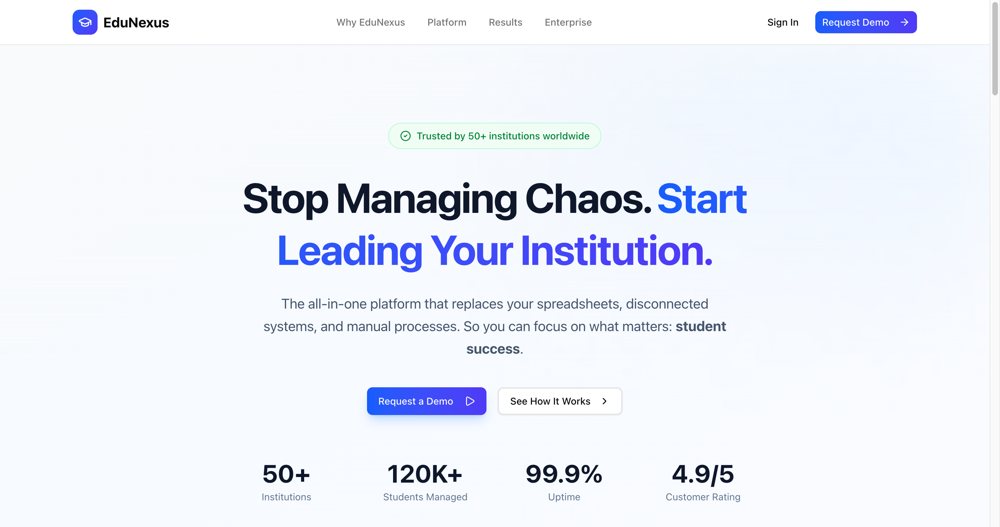 EduNexus
Why EduNexus
Platform
Results
Enterprise
Sign In
Request Demo
Trusted by 50+ institutions worldwide
Stop Managing Chaos. Start
Leading Your Institution.
The all-in-one platform that replaces your spreadsheets, disconnected
systems, and manual processes. So you can focus on what matters: student
success.
Request a Demo
See How It Works
50+
Institutions
120K+
Students Managed
99.9%
Uptime
4.9/5
Customer Rating